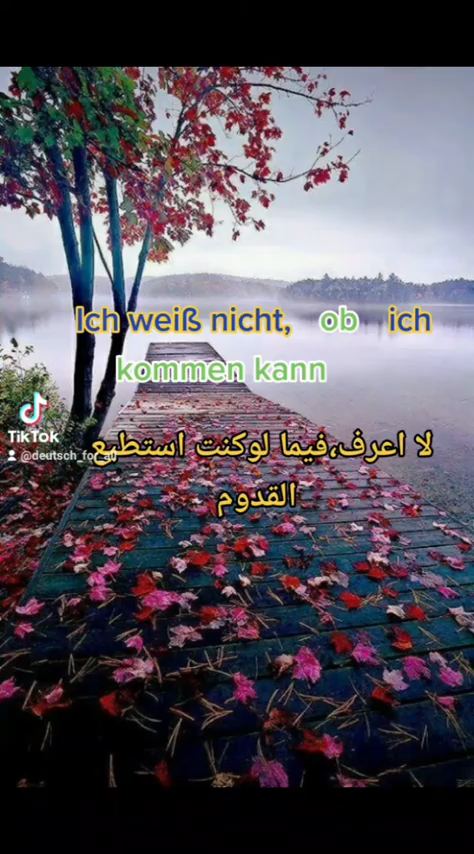 Ich weiß nicht, ob ich
kommen kann
TikTok
لا اعرف،فيما لوكنت استطيع
@deutsch_for_all
القدوم